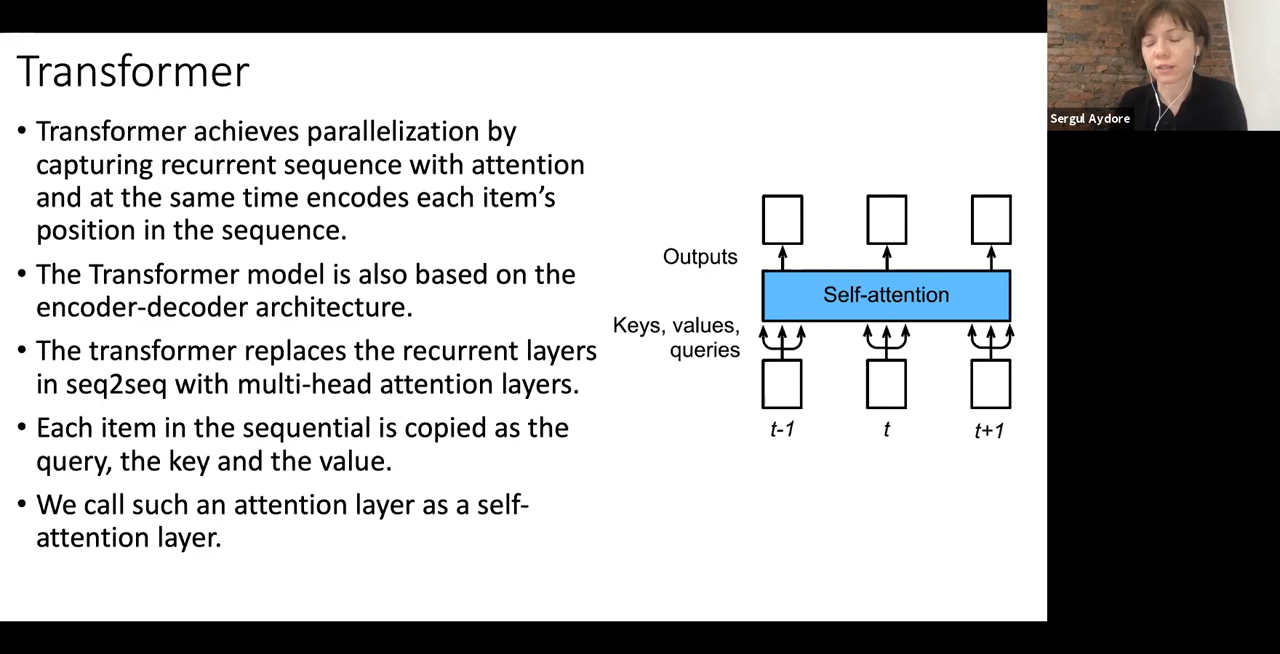 Transformer
• Transformer achieves parallelization by
capturing recurrent sequence with attention
and at the same time encodes each item’s
position in the sequence.
• The Transformer model is also based on the
encoder-decoder architecture.
• The transformer replaces the recurrent layers
in seq2seq with multi-head attention layers.
• Each item in the sequential is copied as the
query, the key and the value.
• We call such an attention layer as a self-
attention layer.
Outputs
Self-attention
Keys, values,
queries
t-1
t
t+1
Sergul Aydore